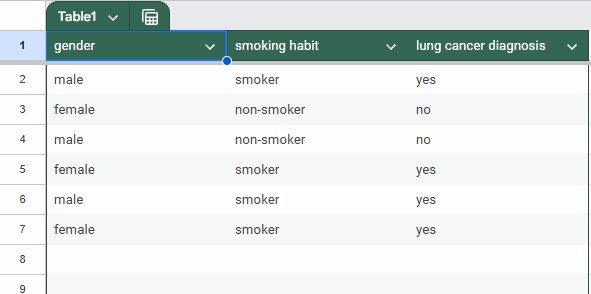 Table1
1 gender smoking habit lung cancer diagnosis
2 male smoker yes
3 female non-smoker no
4 male non-smoker no
5 female smoker yes
6 male smoker yes
7 female smoker yes
8
9